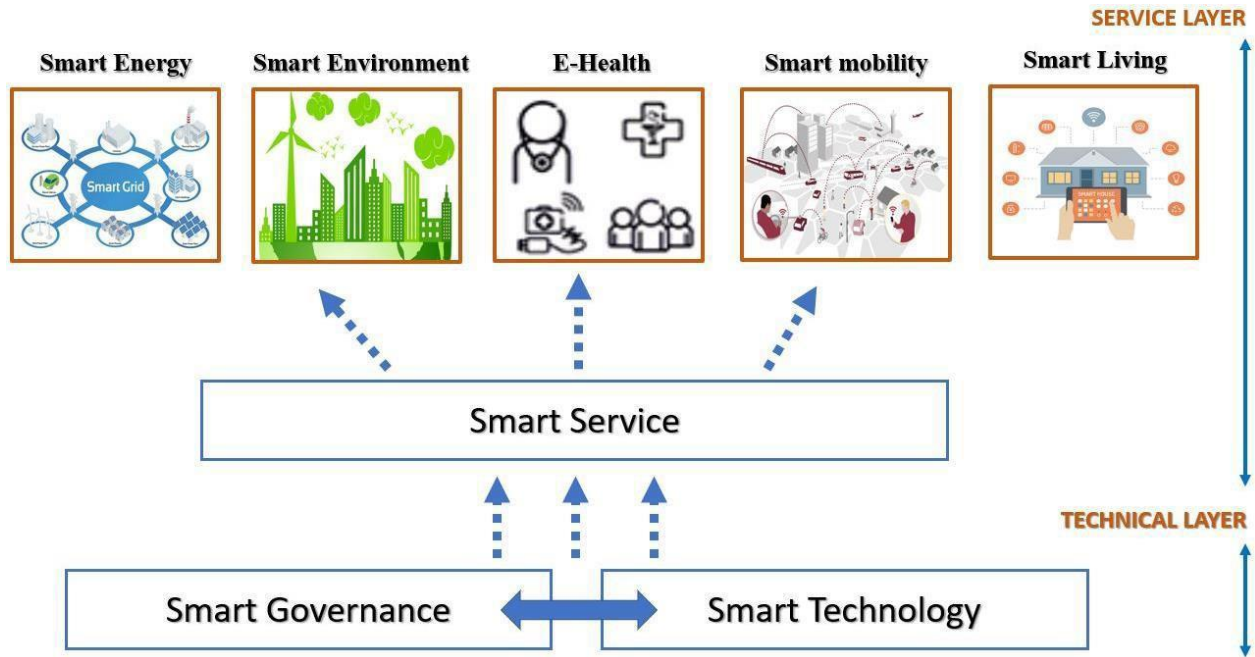 SERVICE LAYER
Smart Energy
Smart Environment
E-Health
Smart mobility
Smart Living
Smart Grid
SMART HOUSE
Smart Service
TECHNICAL LAYER
Smart Governance
Smart Technology